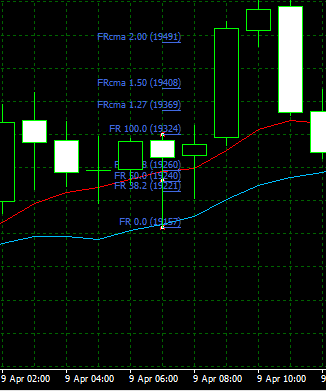 FRcma 2.00 (19491)
FRcma 1.50 (19408)
FRcma 1.27 (19369)
FR 100.0 (19324)
(19260)
(19240)
FR 38.2 (19221)
FR 0.0 (19157)
9 Apr 02:00
9 Apr 04:00
9 Apr 06:00
9 Apr 08:00
9 Apr 10:00
9